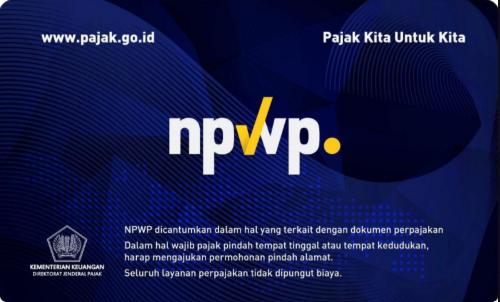 www.pajak.go.id
Pajak Kita Untuk Kita
npwp.
NPWP dicantumkan dalam hal yang terkait dengan dokumen perpajakan
Dalam hal wajib pajak pindah tempat tinggal atau tempat kedudukan,
harap mengajukan permohonan pindah alamat.
Seluruh layanan perpajakan tidak dipungut biaya.
KEMENTERIAN KEUANGAN
DIREKTORAT JENDERAL PAJAK